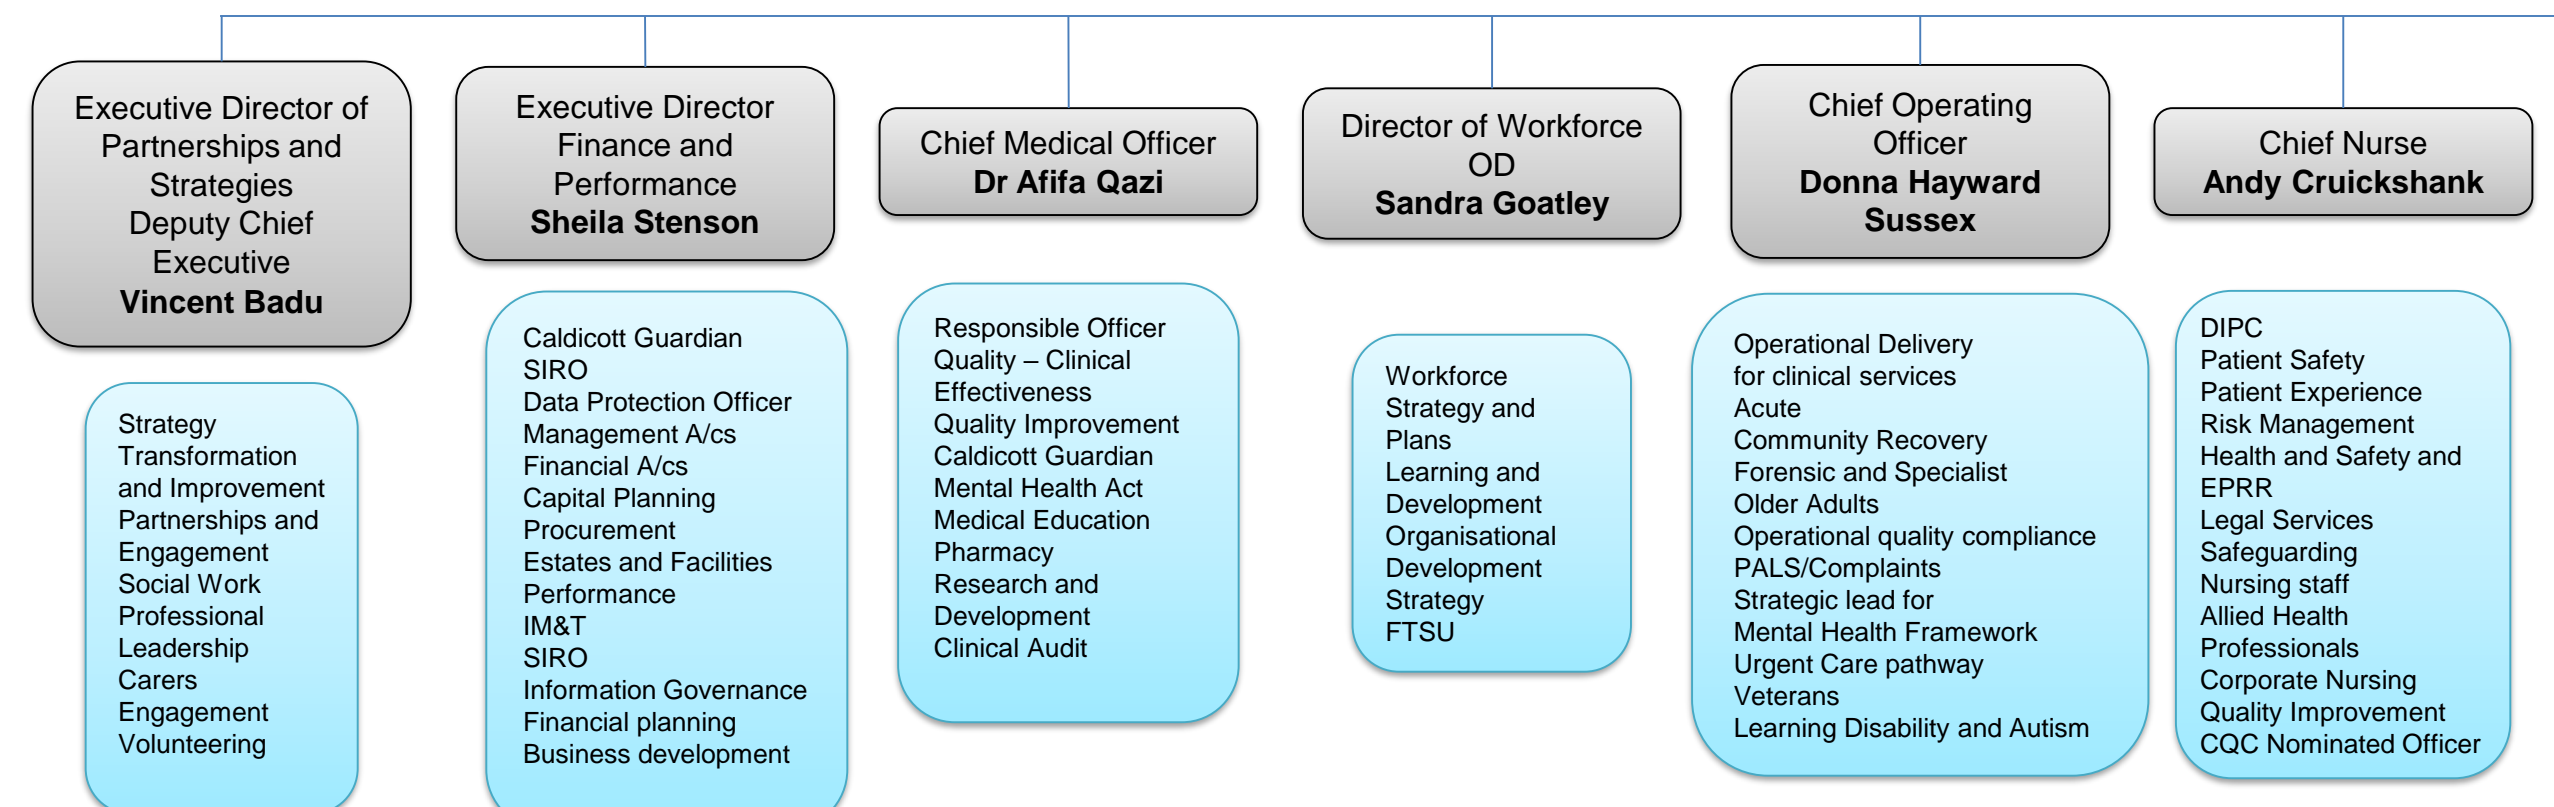 Executive Director of
Partnerships and
Strategies
Deputy Chief
Executive
Vincent Badu
Strategy
Transformation
and Improvement
Partnerships and
Engagement
Social Work
Professional
Leadership
Carers
Engagement
Volunteering
Executive Director
Finance and
Performance
Sheila Stenson
Caldicott Guardian
SIRO
Data Protection Officer
Management A/cs
Financial A/cs
Capital Planning
Procurement
Estates and Facilities
Performance
IM&T
SIRO
Information Governance
Financial planning
Business development
Chief Medical Officer
Dr Afifa Qazi
Responsible Officer
Quality – Clinical
Effectiveness
Quality Improvement
Caldicott Guardian
Mental Health Act
Medical Education
Pharmacy
Research and
Development
Clinical Audit
Director of Workforce
OD
Sandra Goatley
Workforce
Strategy and
Plans
Learning and
Development
Organisational
Development
Strategy
FTSU
Chief Operating
Officer
Donna Hayward
Sussex
Operational Delivery
for clinical services
Acute
Community Recovery
Forensic and Specialist
Older Adults
Operational quality compliance
PALS/Complaints
Strategic lead for
Mental Health Framework
Urgent Care pathway
Veterans
Learning Disability and Autism
Chief Nurse
Andy Cruickshank
DIPC
Patient Safety
Patient Experience
Risk Management
Health and Safety and
EPRR
Legal Services
Safeguarding
Nursing staff
Allied Health
Professionals
Corporate Nursing
Quality Improvement
CQC Nominated Officer